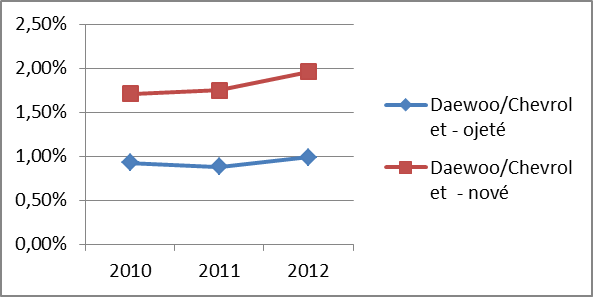 2,50%
2,00%
1,50%
1,00%
0,50%
0,00%
2010 2011 2012
Daewoo/Chevrol
et - ojeté
Daewoo/Chevrol
et - nové